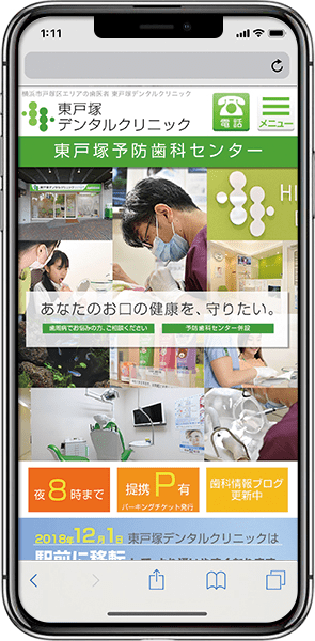 1:11
横浜市戸塚区エリアの歯医者 東戸塚デンタルクリニック
東戸塚
デンタルクリニック
電話
メニュー
東戸塚予防歯科センター
あなたのお口の健康を、守りたい。
歯周病でお悩みの方、ご相談ください
予防歯科センター併設
夜8時まで
提携P有
パーキングチケット発行
歯科情報ブログ
更新中
2018年12月1日 東戸塚デンタルクリニックは
駅前に移転